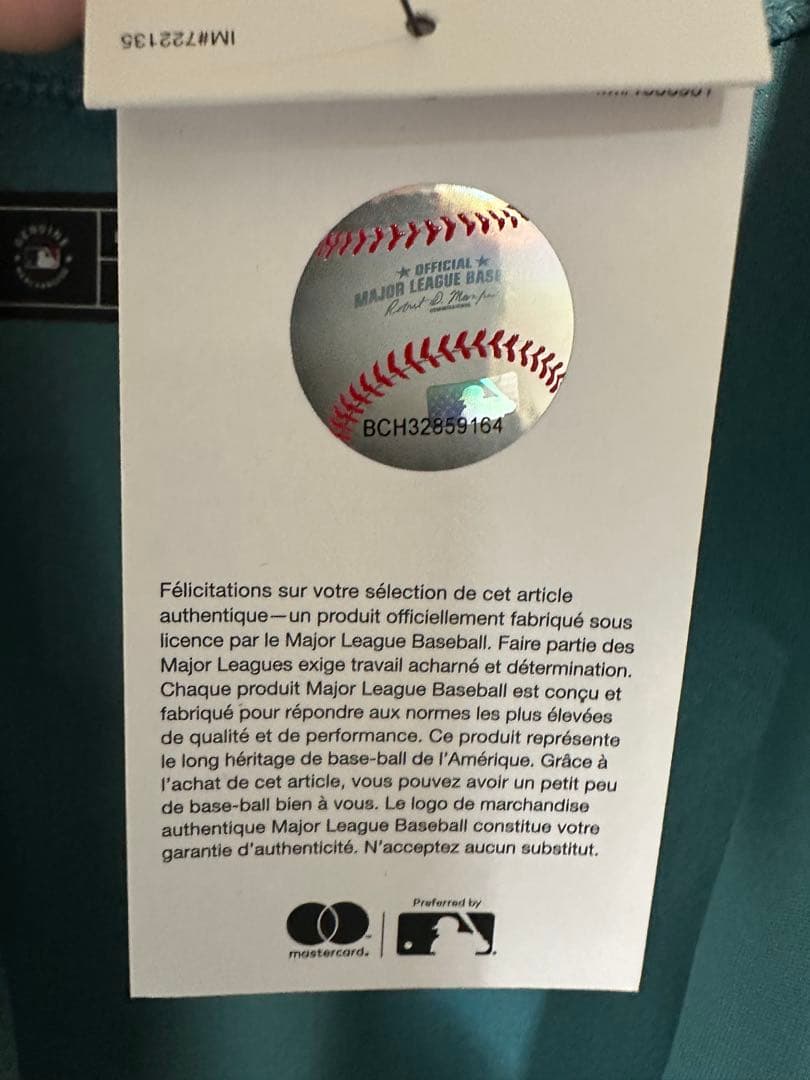 IM#722135
GENUINE
★ OFFICIAL ★
MAJOR LEAGUE BASE
BCH32859164
Félicitations sur votre sélection de cet article
authentique—un produit officiellement fabriqué sous
licence par le Major League Baseball. Faire partie des
Major Leagues exige travail acharné et détermination.
Chaque produit Major League Baseball est conçu et
fabriqué pour répondre aux normes les plus élevées
de qualité et de performance. Ce produit représente
le long héritage de base-ball de l'Amérique. Grâce à
l'achat de cet article, vous pouvez avoir un petit peu
de base-ball bien à vous. Le logo de marchandise
authentique Major League Baseball constitue votre
garantie d'authenticité. N'acceptez aucun substitut.
Preferred by
mastercard.